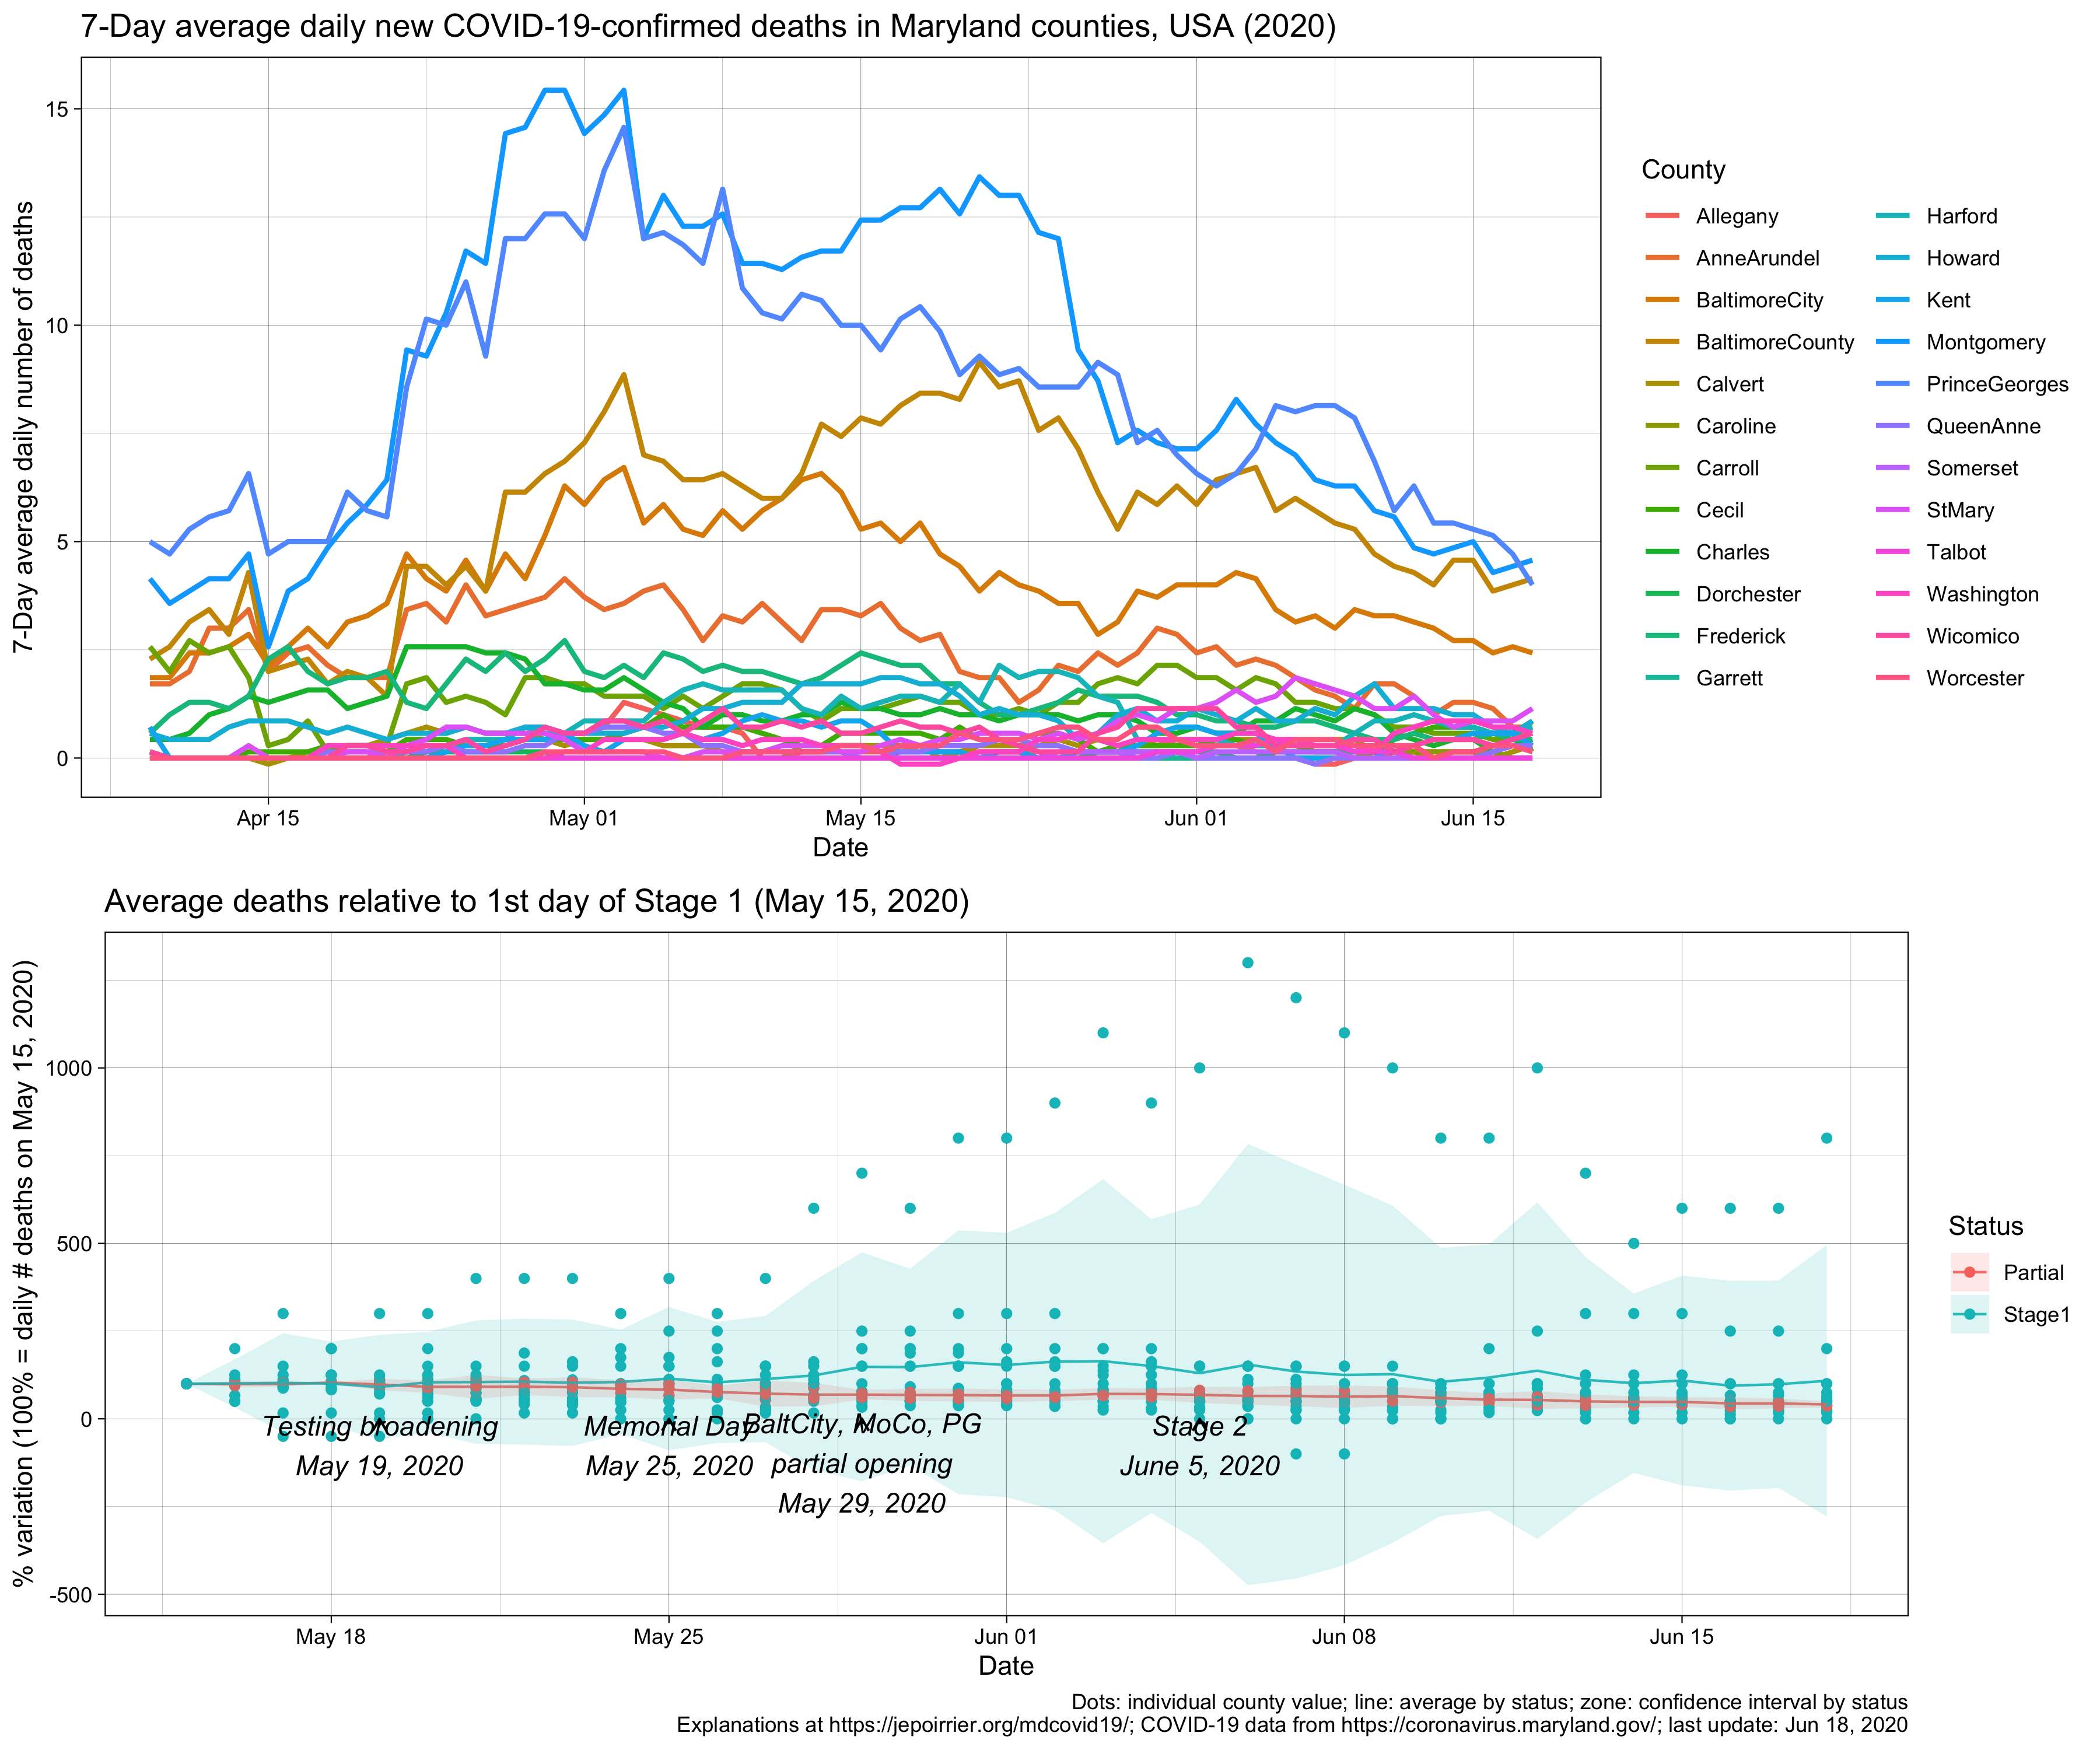 7-Day average daily new COVID-19-confirmed deaths in Maryland counties, USA (2020)
7-Day average daily number of deaths
15
10
5
0
Apr 15
May 01
May 15
Jun 01
Jun 15
Date
County
Allegany
AnneArundel
BaltimoreCity
BaltimoreCounty
Calvert
Caroline
Carroll
Cecil
Charles
Dorchester
Frederick
Garrett
Harford
Howard
Kent
Montgomery
PrinceGeorges
QueenAnne
Somerset
StMary
Talbot
Washington
Wicomico
Worcester
Average deaths relative to 1st day of Stage 1 (May 15, 2020)
% variation (100% = daily # deaths on May 15, 2020)
1000
500
0
-500
Testing broadening
May 19, 2020
Memorial Day
May 25, 2020
BaltCity, MoCo, PG
partial opening
May 29, 2020
Stage 2
June 5, 2020
May 18
May 25
Jun 01
Jun 08
Jun 15
Date
Status
Partial
Stage1
Dots: individual county value; line: average by status; zone: confidence interval by status
Explanations at https://jepoirrier.org/mdcovid19/; COVID-19 data from https://coronavirus.maryland.gov/; last update: Jun 18, 2020